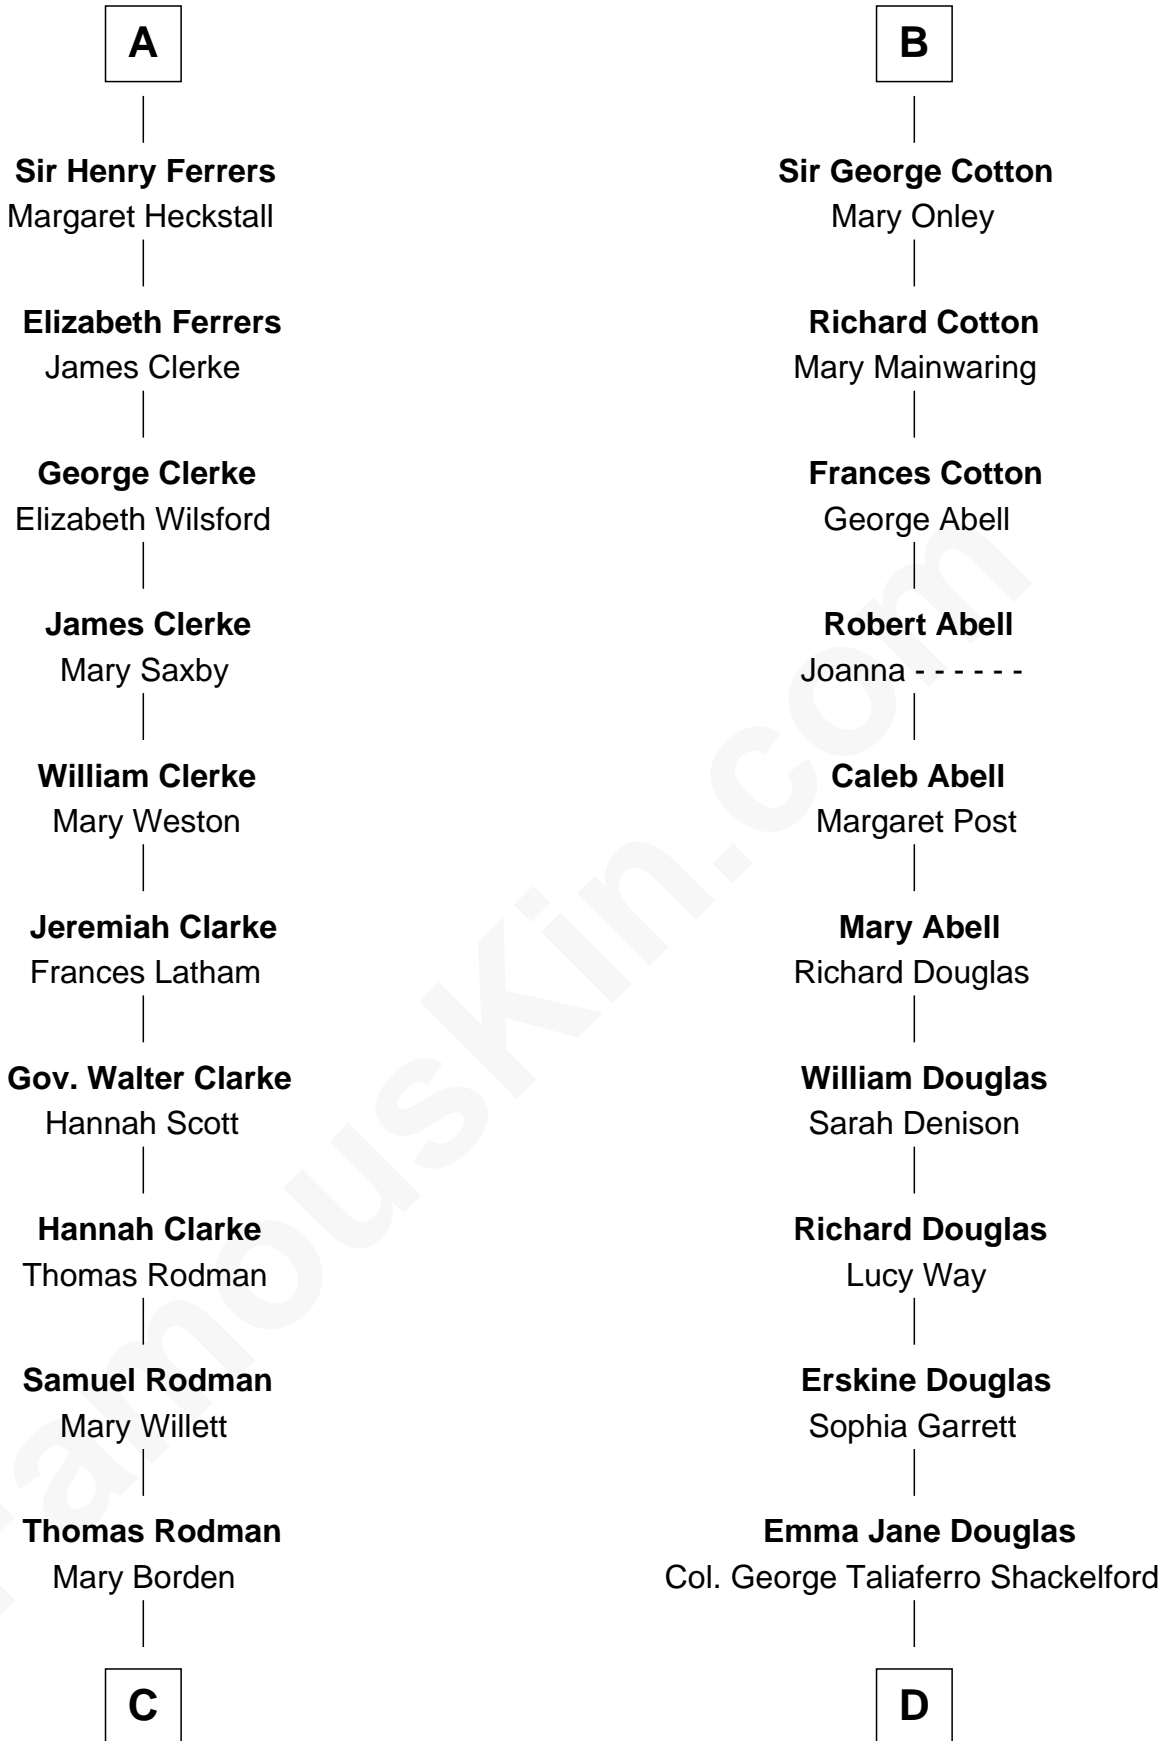 A
Sir Henry Ferrers
Margaret Heckstall
Elizabeth Ferrers
James Clerke
George Clerke
Elizabeth Wilsford
James Clerke
Mary Saxby
William Clerke
Mary Weston
Jeremiah Clarke
Frances Latham
Gov. Walter Clarke
Hannah Scott
Hannah Clarke
Thomas Rodman
Samuel Rodman
Mary Willett
Thomas Rodman
Mary Borden
C
B
Sir George Cotton
Mary Onley
Richard Cotton
Mary Mainwaring
Frances Cotton
George Abell
Robert Abell
Joanna - - - - - -
Caleb Abell
Margaret Post
Mary Abell
Richard Douglas
William Douglas
Sarah Denison
Richard Douglas
Lucy Way
Erskine Douglas
Sophia Garrett
Emma Jane Douglas
Col. George Taliaferro Shackelford
D
FamousKin.com